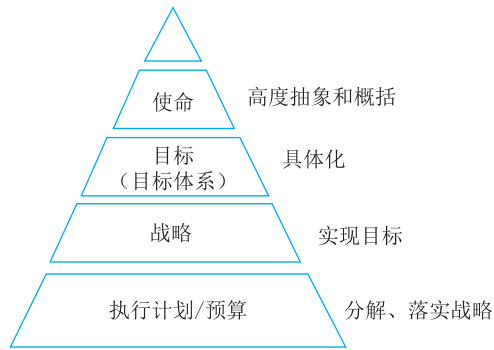 使命
高度抽象和概括
目标
（目标体系）
具体化
战略
实现目标
执行计划/预算
分解、落实战略